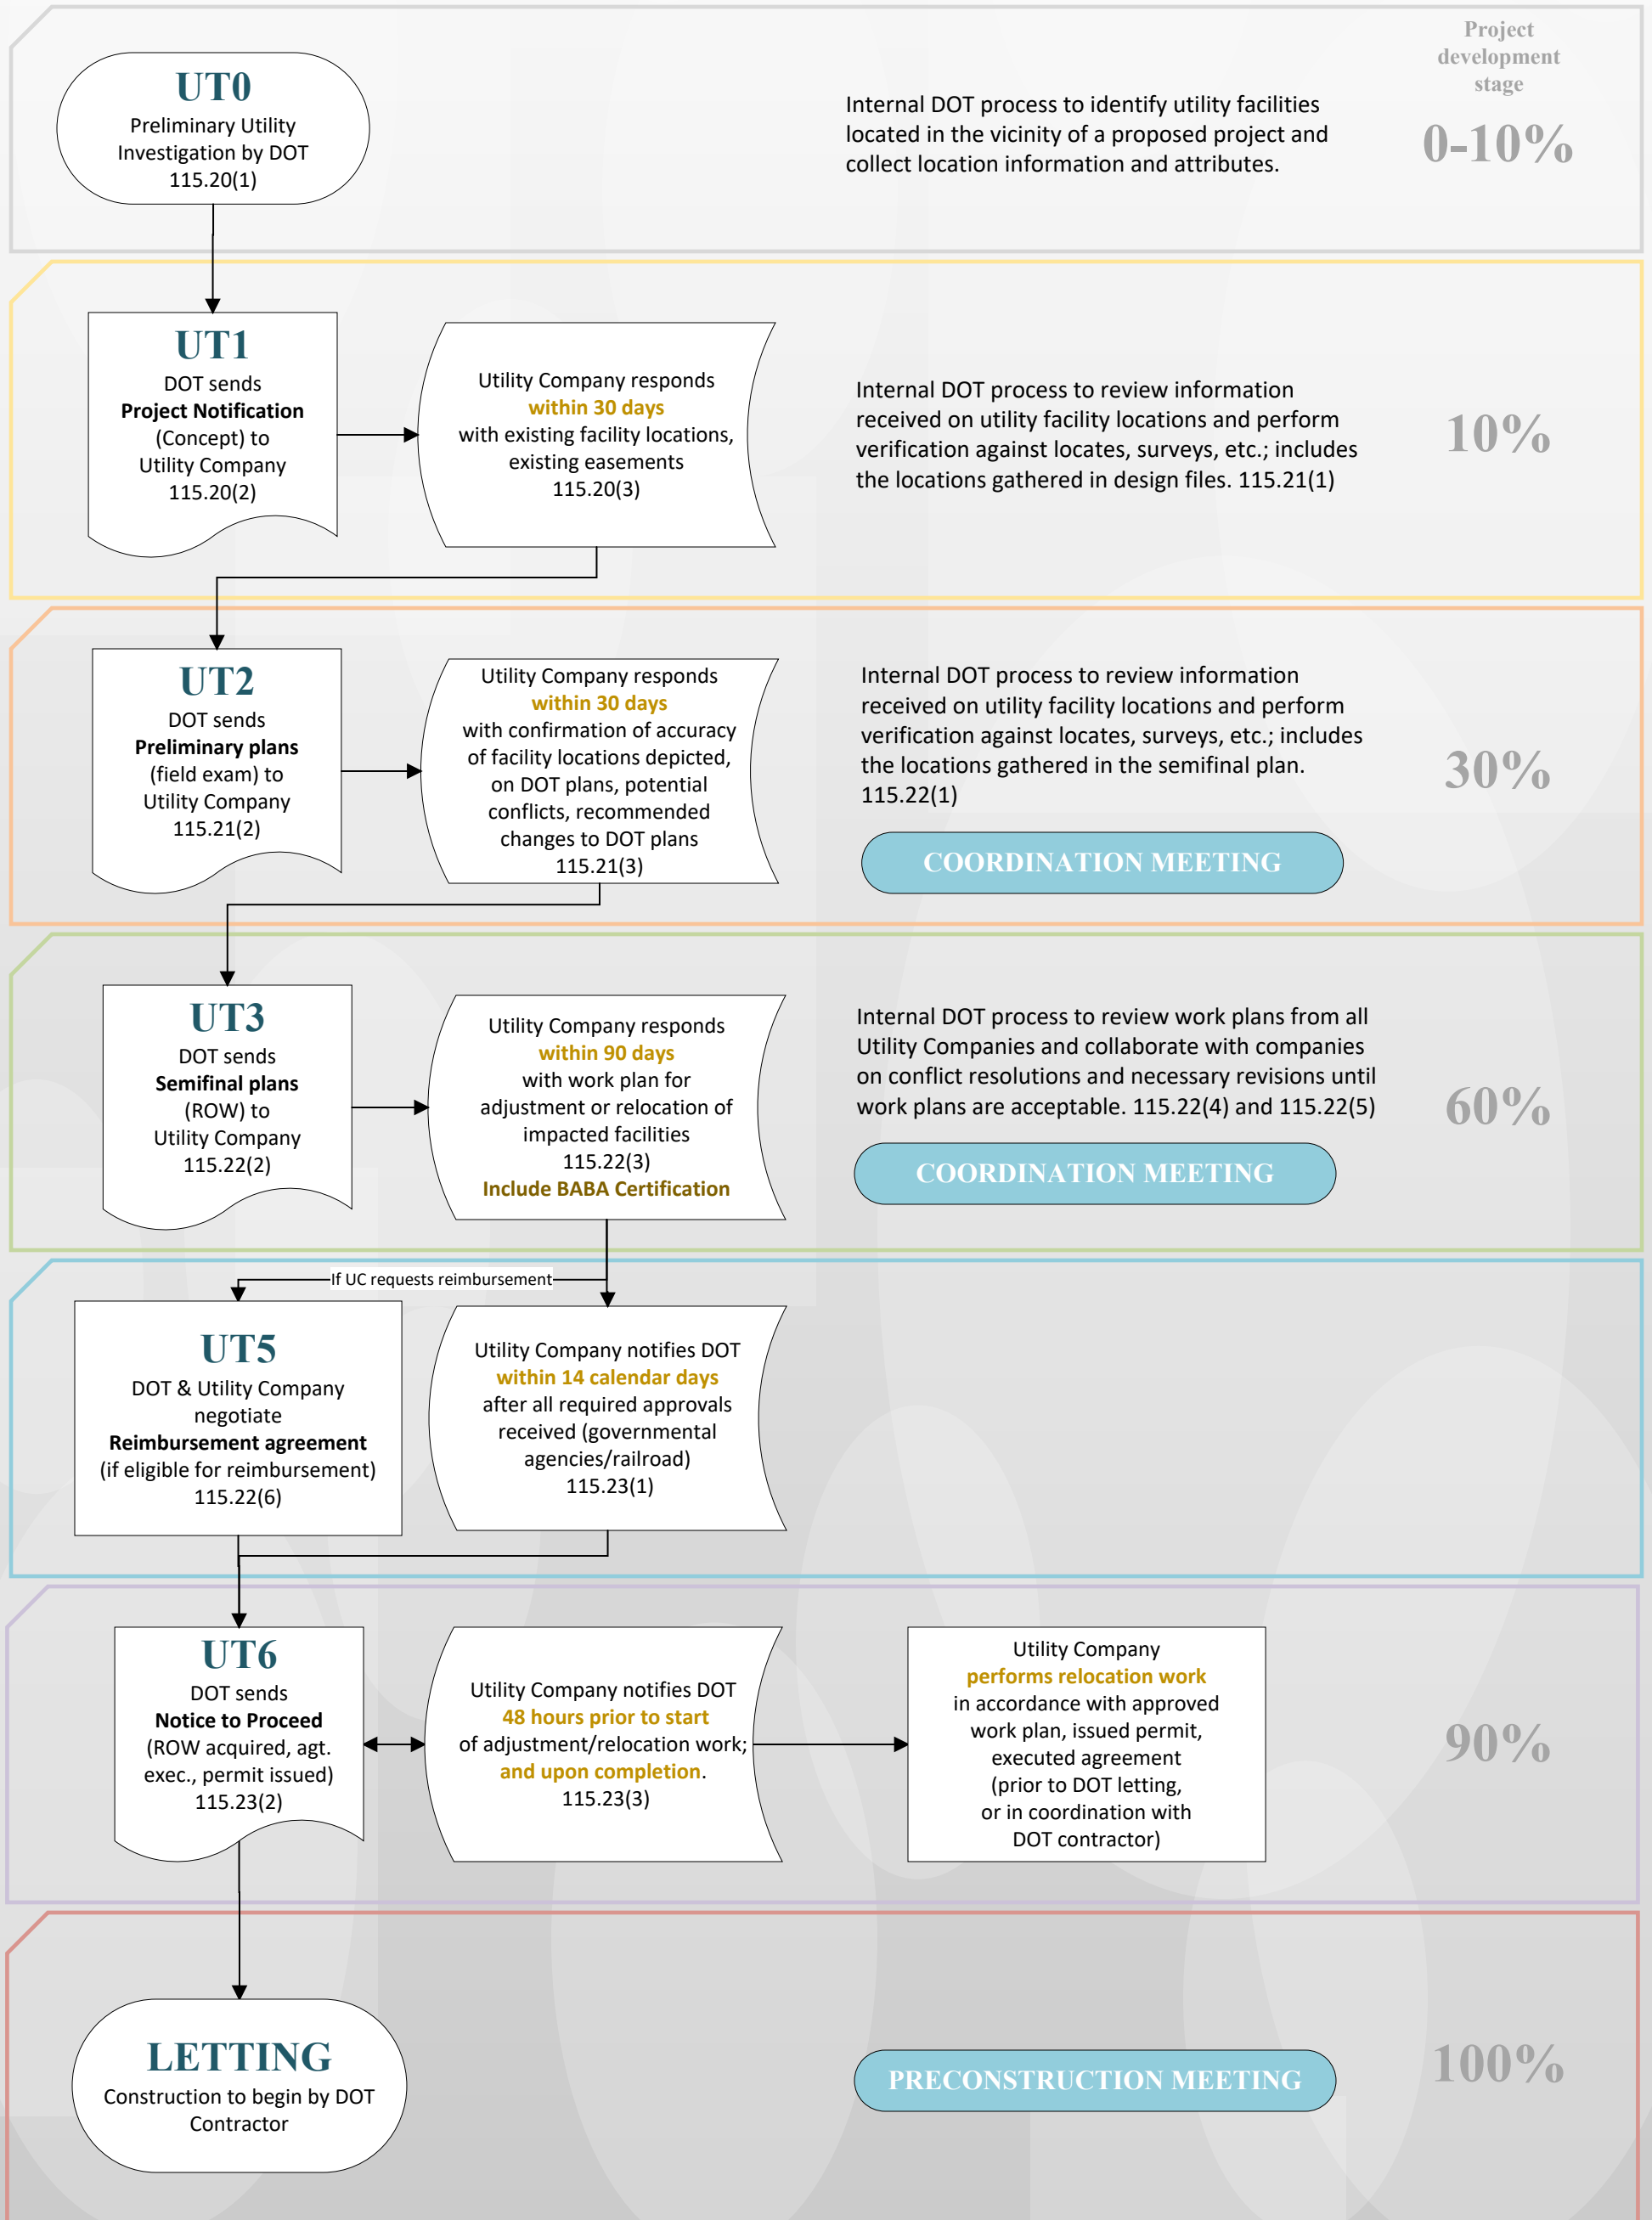 Project
development
stage
0-10%
UT0
Preliminary Utility
Investigation by DOT
115.20(1)
Internal DOT process to identify utility facilities
located in the vicinity of a proposed project and
collect location information and attributes.
UT1
DOT sends
Project Notification
(Concept) to
Utility Company
115.20(2)
Utility Company responds
within 30 days
with existing facility locations,
existing easements
115.20(3)
Internal DOT process to review information
received on utility facility locations and perform
verification against locates, surveys, etc.; includes
the locations gathered in design files. 115.21(1)
10%
UT2
DOT sends
Preliminary plans
(field exam) to
Utility Company
115.21(2)
Utility Company responds
within 30 days
with confirmation of accuracy
of facility locations depicted,
on DOT plans, potential
conflicts, recommended
changes to DOT plans
115.21(3)
Internal DOT process to review information
received on utility facility locations and perform
verification against locates, surveys, etc.; includes
the locations gathered in the semifinal plan.
115.22(1)
COORDINATION MEETING
30%
UT3
DOT sends
Semifinal plans
(ROW) to
Utility Company
115.22(2)
Utility Company responds
within 90 days
with work plan for
adjustment or relocation of
impacted facilities
115.22(3)
Include BABA Certification
Internal DOT process to review work plans from all
Utility Companies and collaborate with companies
on conflict resolutions and necessary revisions until
work plans are acceptable. 115.22(4) and 115.22(5)
COORDINATION MEETING
60%
If UC requests reimbursement
UT5
DOT & Utility Company
negotiate
Reimbursement agreement
(if eligible for reimbursement)
115.22(6)
Utility Company notifies DOT
within 14 calendar days
after all required approvals
received (governmental
agencies/railroad)
115.23(1)
UT6
DOT sends
Notice to Proceed
(ROW acquired, agt.
exec., permit issued)
115.23(2)
Utility Company notifies DOT
48 hours prior to start
of adjustment/relocation work;
and upon completion.
115.23(3)
Utility Company
performs relocation work
in accordance with approved
work plan, issued permit,
executed agreement
(prior to DOT letting,
or in coordination with
DOT contractor)
90%
LETTING
Construction to begin by DOT
Contractor
PRECONSTRUCTION MEETING
100%